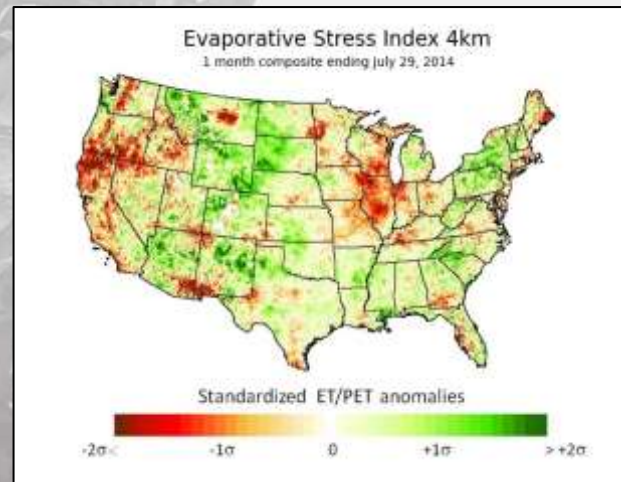 Evaporative Stress Index 4km
1 month composite ending July 29, 2014
Standardized ET/PET anomalies
-2σ< -1σ 0 +1σ > +2σ